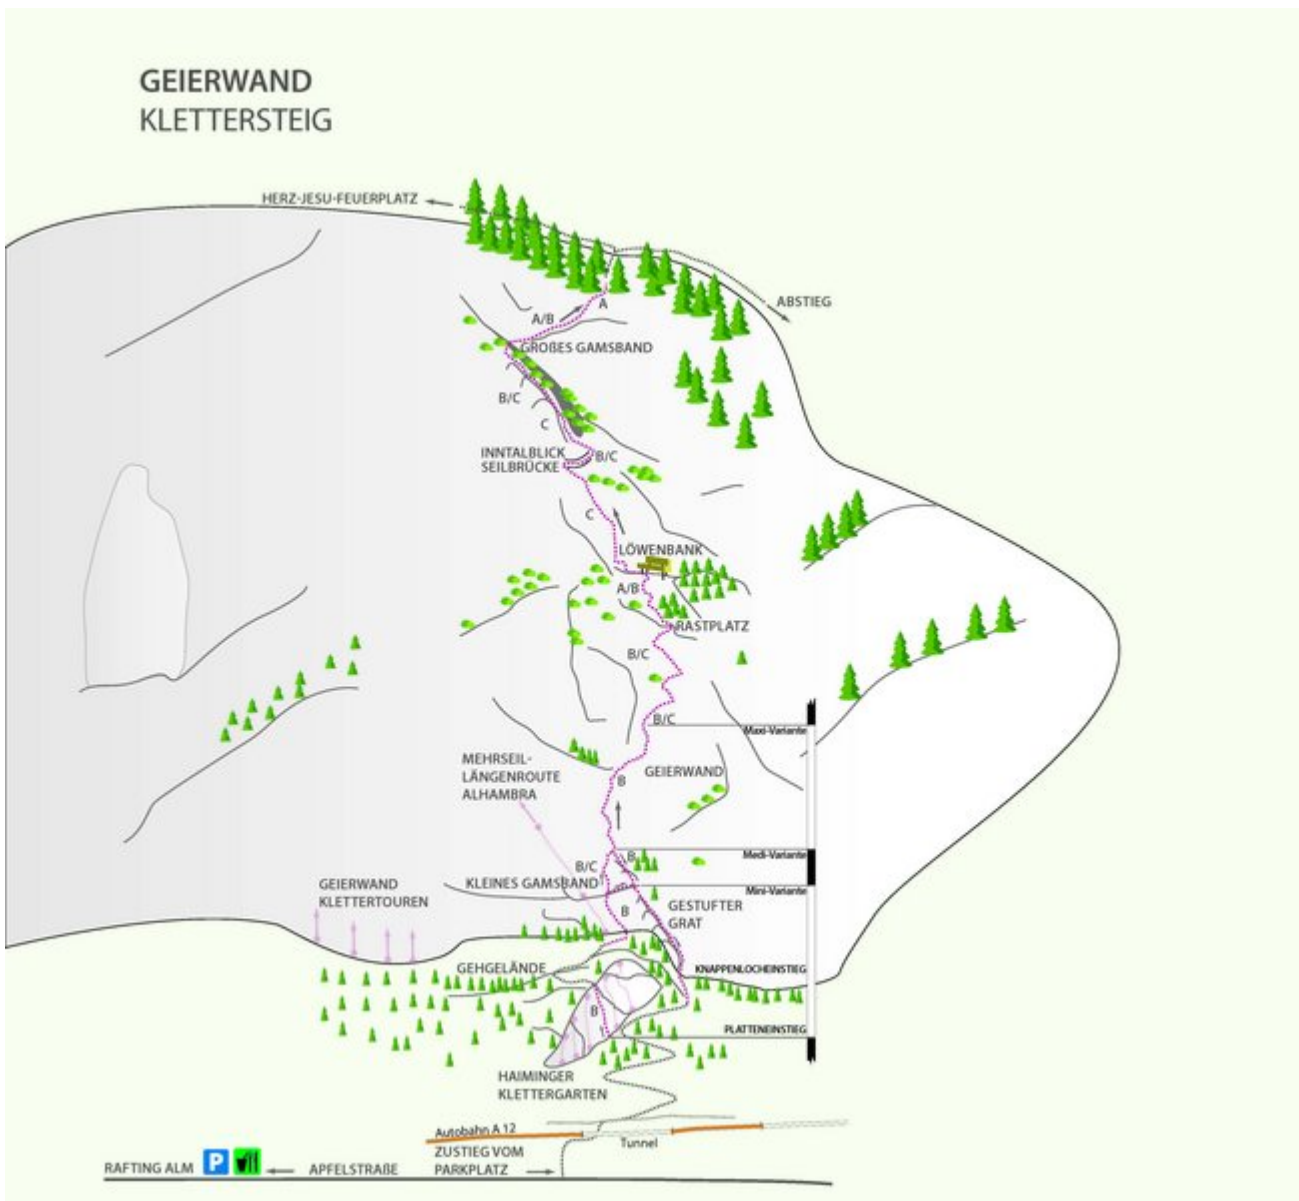 GEIERWAND
KLETTERSTEIG
HERZ-JESU-FEUERPLATZ
ABSTIEG
A
A/B
GROßES GAMSBAND
B/C
C
INNTALBLICK
SEILBRÜCKE
B/C
C
LÖWENBANK
A/B
RASTPLATZ
B/C
B/C
Maxi-Variante
MEHRSEIL-
LÄNGENROUTE
ALHAMBRA
GEIERWAND
B
B
Medi-Variante
B/C
KLEINES GAMSBAND
Mini-Variante
GEIERWAND
KLETTERTOUREN
B
GESTUFTER
GRAT
GEHGELÄNDE
KNAPPENLOCHEINSTIEG
B
PLATTENEINSTIEG
HAIMINGER
KLETTERGARTEN
Autobahn A 12
Tunnel
ZUSTIEG VOM
PARKPLATZ
RAFTING ALM
P
APFELSTRAßE